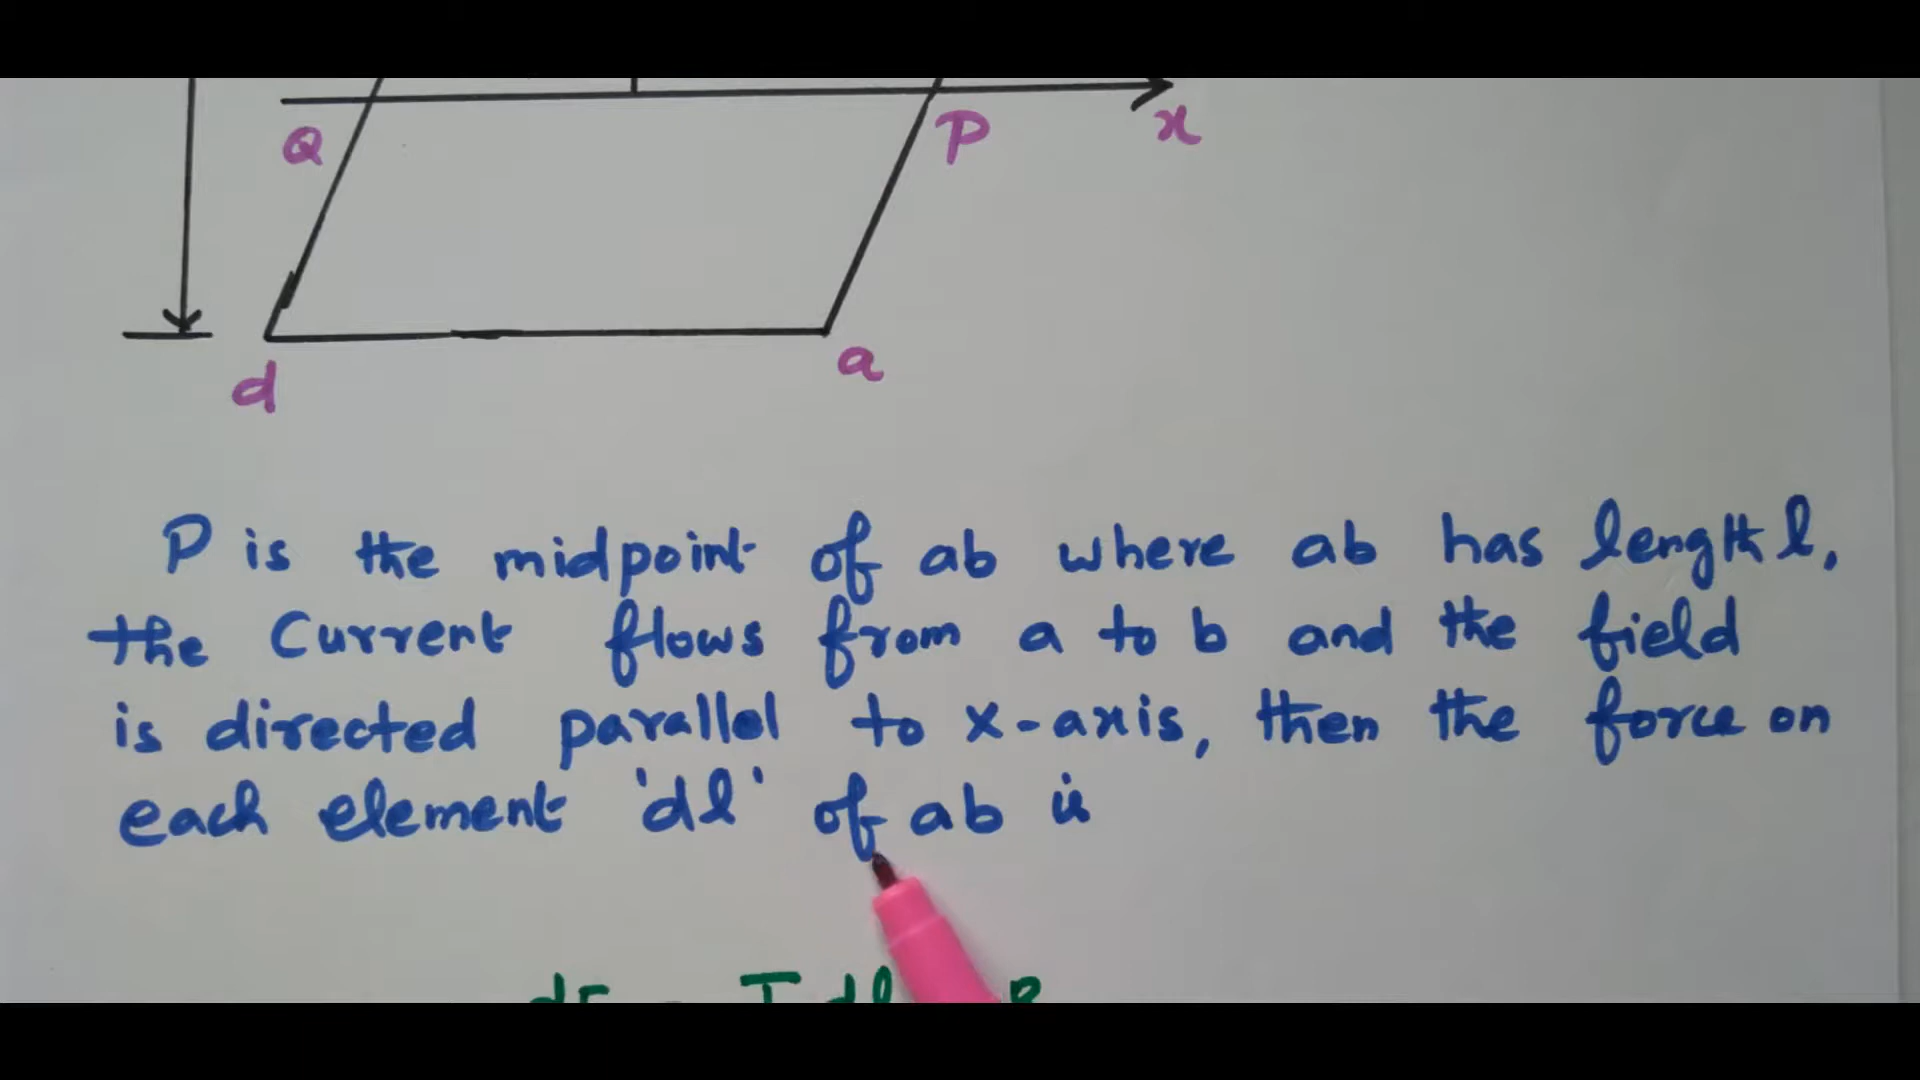 Q
P
x
d
a
P is the midpoint of ab where ab has length l,
the Current flows from a to b and the field
is directed parallel to x-axis, then the force on
each element 'dl' of ab is